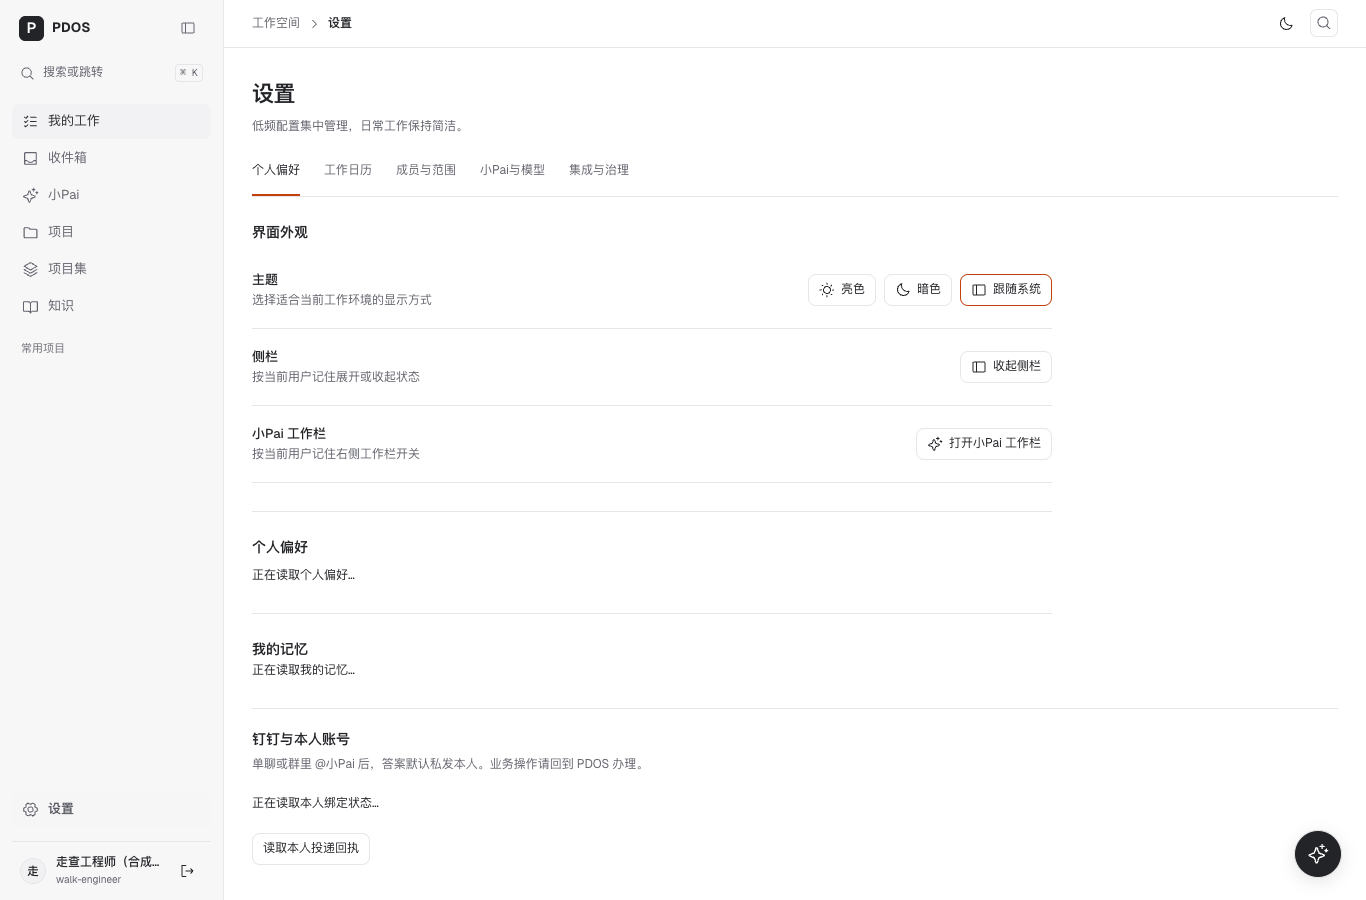 P PDOS
搜索或跳转 ⌘ K
我的工作
收件箱
小Pai
项目
项目集
知识
常用项目
设置
走 走查工程师（合成...
walk-engineer
工作空间 > 设置
设置
低频配置集中管理，日常工作保持简洁。
个人偏好 工作日历 成员与范围 小Pai与模型 集成与治理
界面外观
主题
选择适合当前工作环境的显示方式
亮色 暗色 跟随系统
侧栏
按当前用户记住展开或收起状态
收起侧栏
小Pai 工作栏
按当前用户记住右侧工作栏开关
打开小Pai 工作栏
个人偏好
正在读取个人偏好...
我的记忆
正在读取我的记忆...
钉钉与本人账号
单聊或群里 @小Pai 后，答案默认私发本人。业务操作请回到 PDOS 办理。
正在读取本人绑定状态...
读取本人投递回执